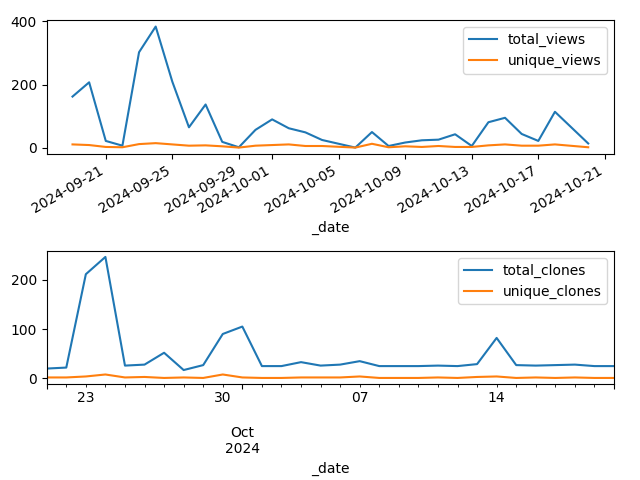 400
200
0
total_views
unique_views
2024-09-21
2024-09-25
2024-09-29
2024-10-01
2024-10-05
2024-10-09
2024-10-13
2024-10-17
2024-10-21
_date
200
100
0
total_clones
unique_clones
23
30
07
14
Oct
2024
_date